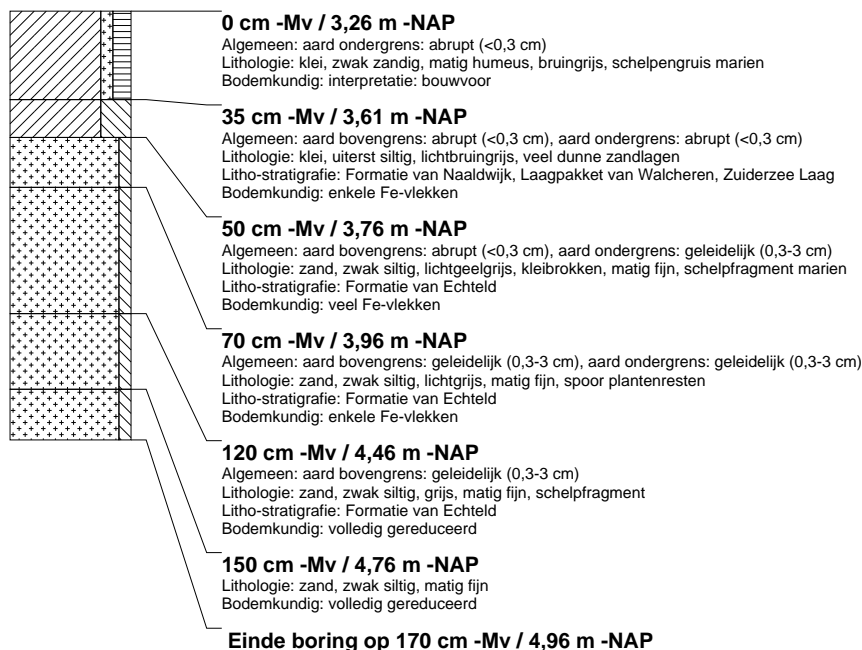 0 cm -Mv / 3,26 m -NAP
Algemeen: aard ondergrens: abrupt (<0,3 cm)
Lithologie: klei, zwak zandig, matig humeus, bruingrijs, schelpengruis marien
Bodemkundig: interpretatie: bouwvoor
35 cm -Mv / 3,61 m -NAP
Algemeen: aard bovengrens: abrupt (<0,3 cm), aard ondergrens: abrupt (<0,3 cm)
Lithologie: klei, uiterst siltig, lichtbruingrijs, veel dunne zandlagen
Litho-stratigrafie: Formatie van Naaldwijk, Laagpakket van Walcheren, Zuiderzee Laag
Bodemkundig: enkele Fe-vlekken
50 cm -Mv / 3,76 m -NAP
Algemeen: aard bovengrens: abrupt (<0,3 cm), aard ondergrens: geleidelijk (0,3-3 cm)
Lithologie: zand, zwak siltig, lichtgeelgrijs, kleibrokken, matig fijn, schelpfragment marien
Litho-stratigrafie: Formatie van Echteld
Bodemkundig: veel Fe-vlekken
70 cm -Mv / 3,96 m -NAP
Algemeen: aard bovengrens: geleidelijk (0,3-3 cm), aard ondergrens: geleidelijk (0,3-3 cm)
Lithologie: zand, zwak siltig, lichtgrijs, matig fijn, spoor plantenresten
Litho-stratigrafie: Formatie van Echteld
Bodemkundig: enkele Fe-vlekken
120 cm -Mv / 4,46 m -NAP
Algemeen: aard bovengrens: geleidelijk (0,3-3 cm)
Lithologie: zand, zwak siltig, grijs, matig fijn, schelpfragment
Litho-stratigrafie: Formatie van Echteld
Bodemkundig: volledig gereduceerd
150 cm -Mv / 4,76 m -NAP
Lithologie: zand, zwak siltig, matig fijn
Bodemkundig: volledig gereduceerd
Einde boring op 170 cm -Mv / 4,96 m -NAP